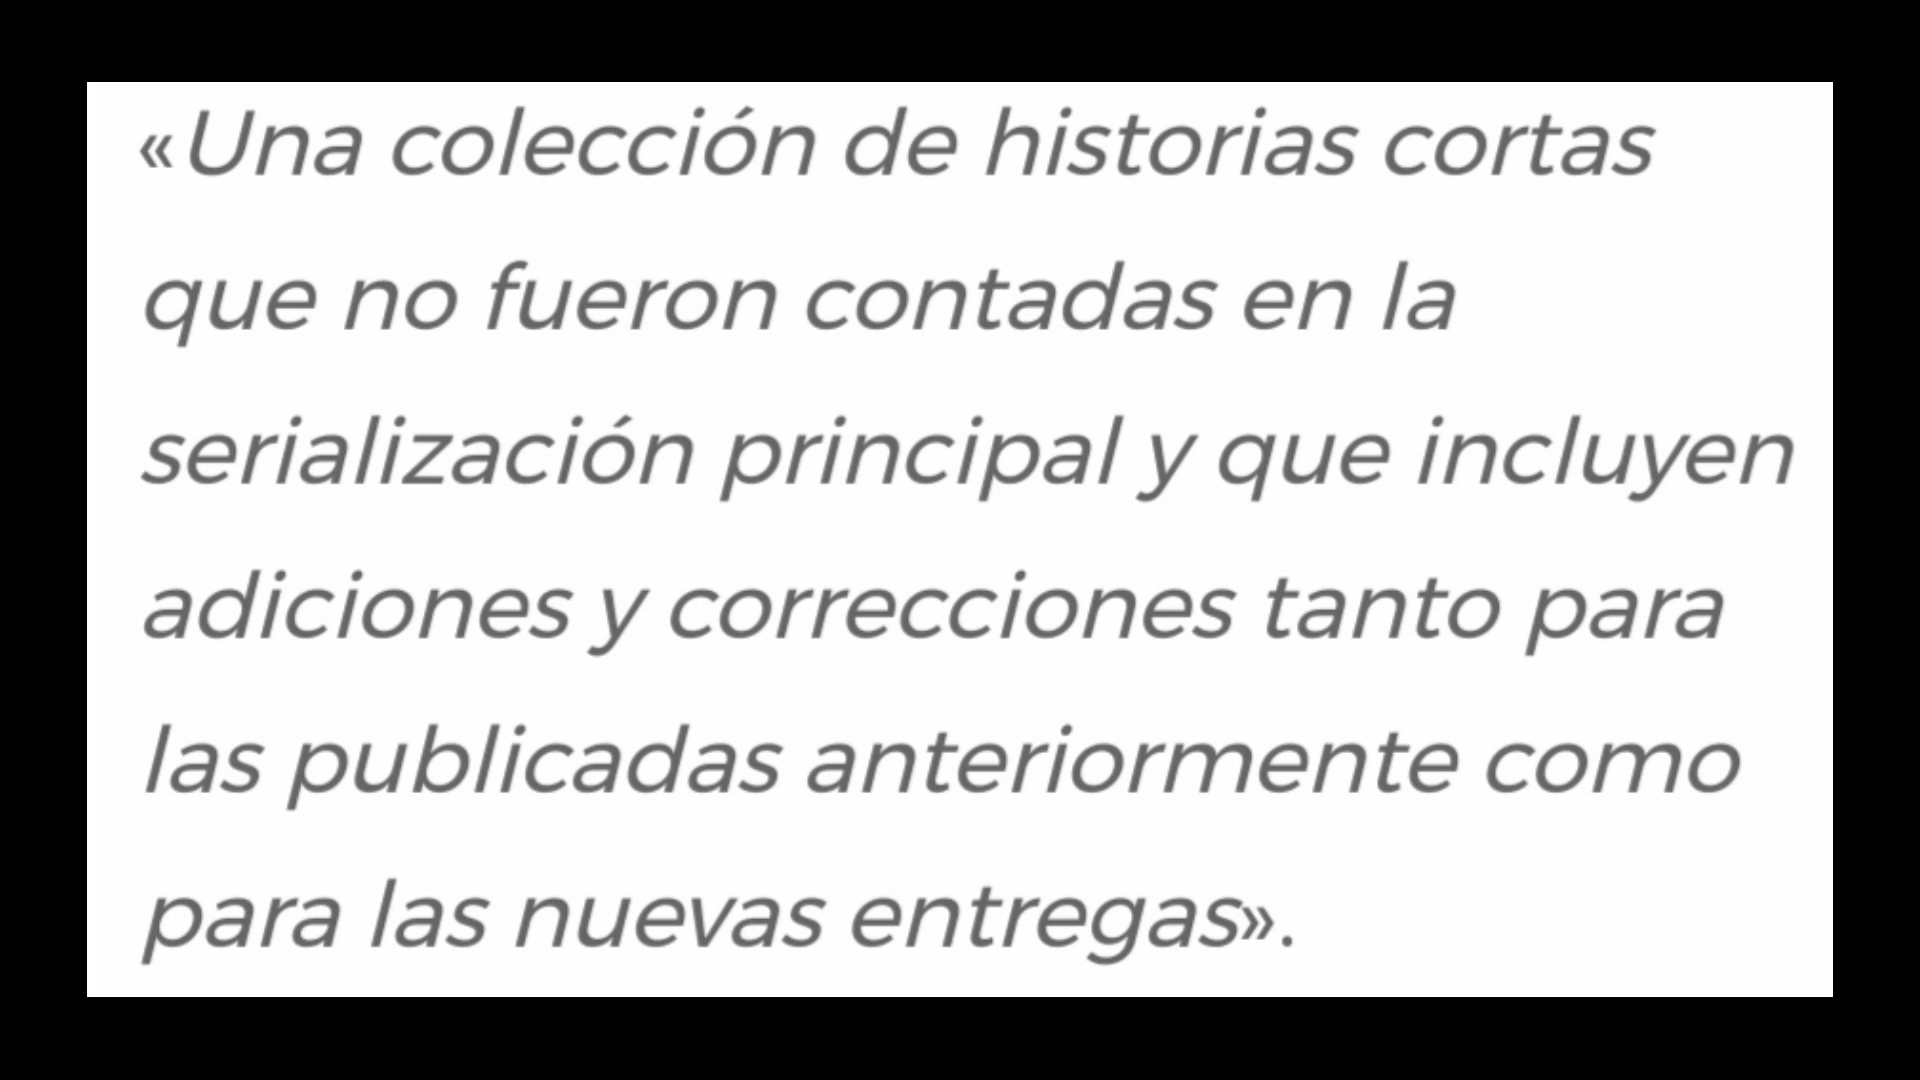 «Una colección de historias cortas
que no fueron contadas en la
serialización principal y que incluyen
adiciones y correcciones tanto para
las publicadas anteriormente como
para las nuevas entregas».